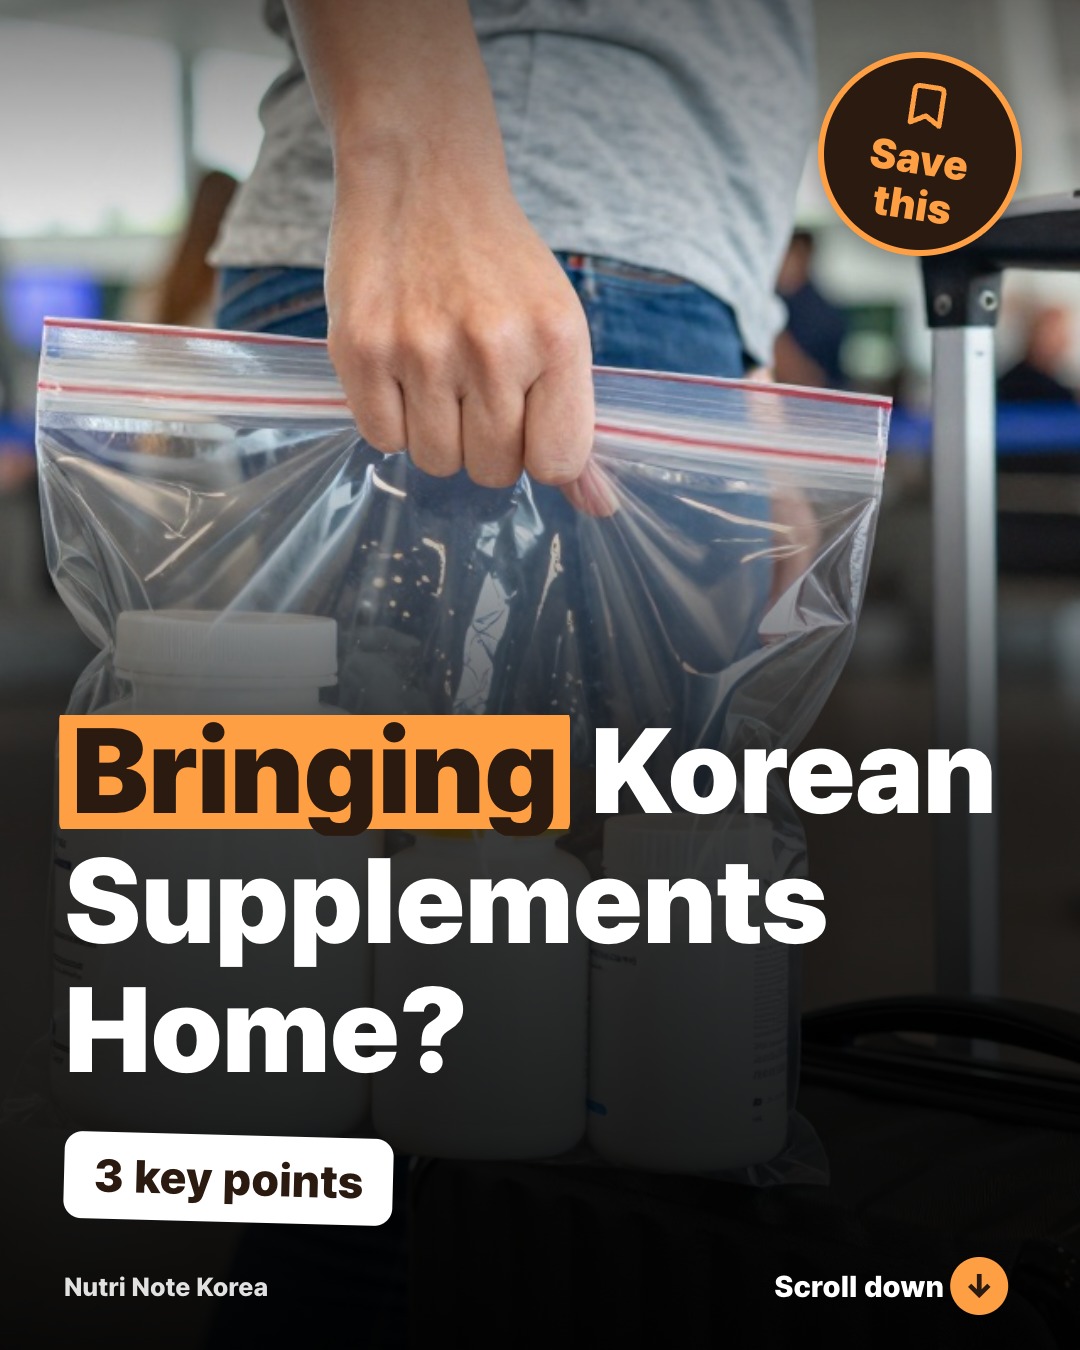 Save
this
Bringing Korean
Supplements
Home?
3 key points
Nutri Note Korea
Scroll down